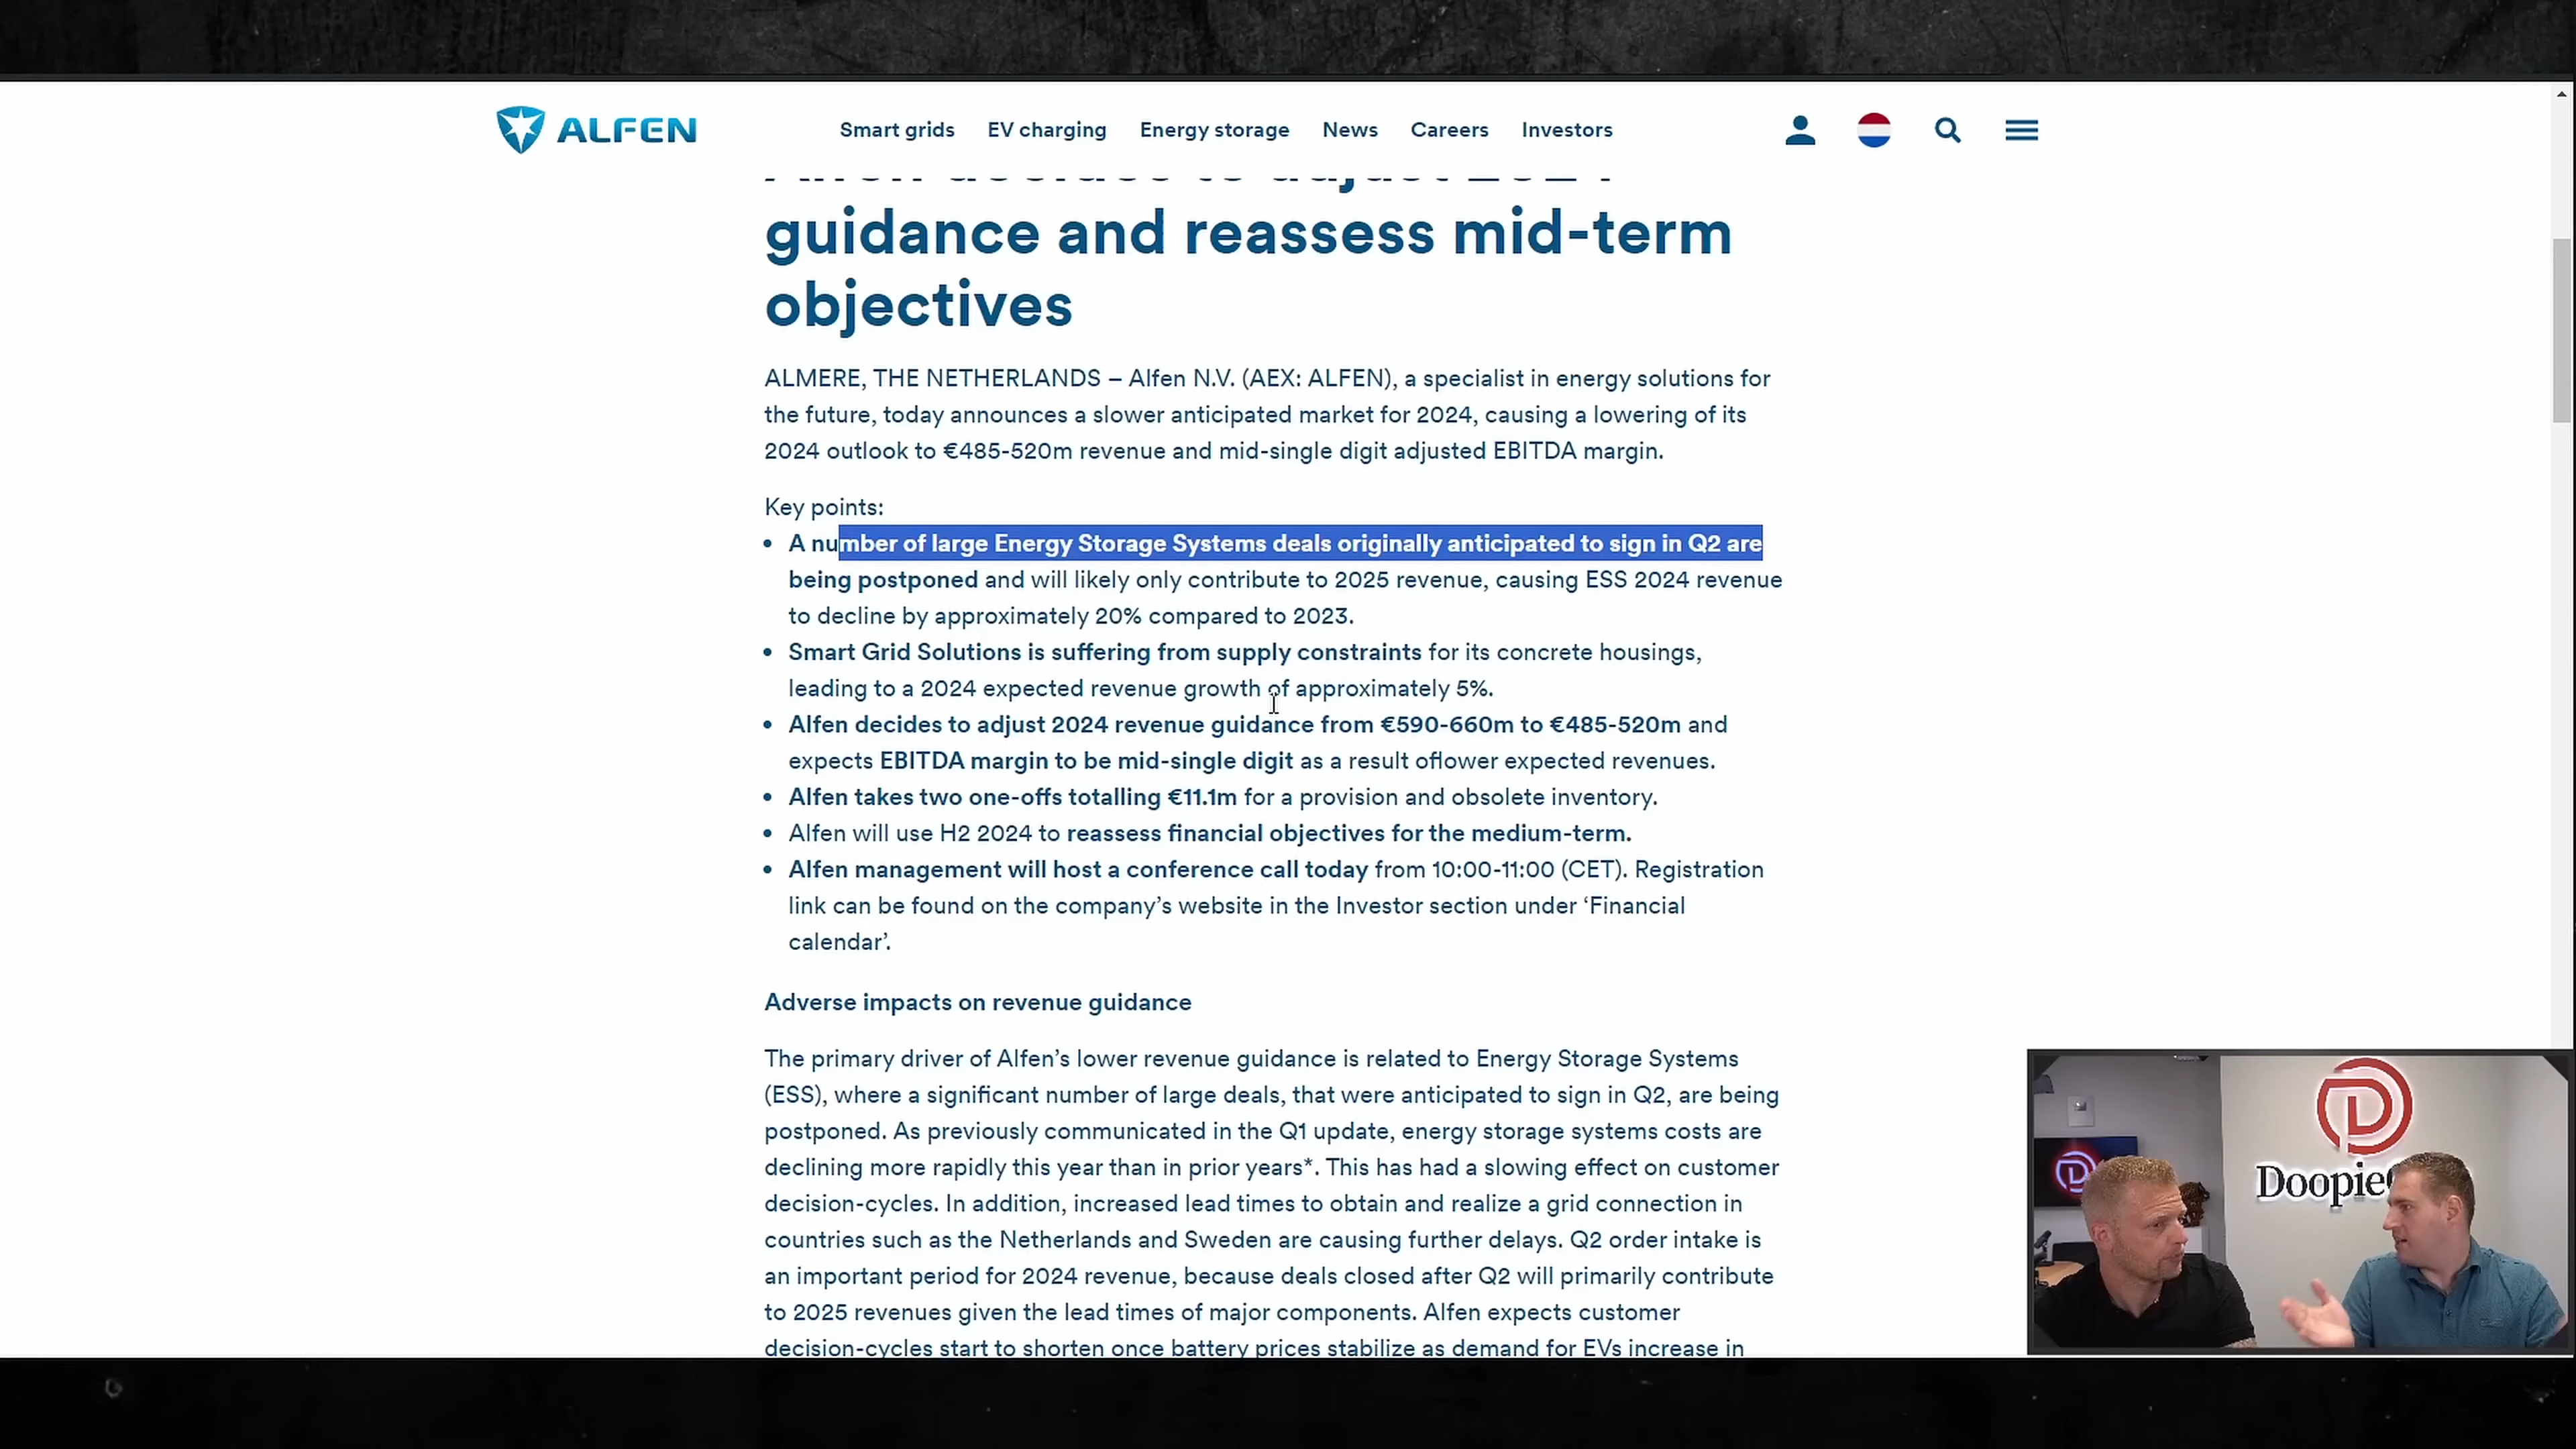 ALFEN
Smart grids EV charging Energy storage News Careers Investors
Alfen decides to adjust 2024
guidance and reassess mid-term
objectives
ALMERE, THE NETHERLANDS – Alfen N.V. (AEX: ALFEN), a specialist in energy solutions for
the future, today announces a slower anticipated market for 2024, causing a lowering of its
2024 outlook to €485-520m revenue and mid-single digit adjusted EBITDA margin.
Key points:
• A number of large Energy Storage Systems deals originally anticipated to sign in Q2 are
being postponed and will likely only contribute to 2025 revenue, causing ESS 2024 revenue
to decline by approximately 20% compared to 2023.
• Smart Grid Solutions is suffering from supply constraints for its concrete housings,
leading to a 2024 expected revenue growth of approximately 5%.
• Alfen decides to adjust 2024 revenue guidance from €590-660m to €485-520m and
expects EBITDA margin to be mid-single digit as a result oflower expected revenues.
• Alfen takes two one-offs totalling €11.1m for a provision and obsolete inventory.
• Alfen will use H2 2024 to reassess financial objectives for the medium-term.
• Alfen management will host a conference call today from 10:00-11:00 (CET). Registration
link can be found on the company’s website in the Investor section under ‘Financial
calendar’.
Adverse impacts on revenue guidance
The primary driver of Alfen’s lower revenue guidance is related to Energy Storage Systems
(ESS), where a significant number of large deals, that were anticipated to sign in Q2, are being
postponed. As previously communicated in the Q1 update, energy storage systems costs are
declining more rapidly this year than in prior years*. This has had a slowing effect on customer
decision-cycles. In addition, increased lead times to obtain and realize a grid connection in
countries such as the Netherlands and Sweden are causing further delays. Q2 order intake is
an important period for 2024 revenue, because deals closed after Q2 will primarily contribute
to 2025 revenues given the lead times of major components. Alfen expects customer
decision-cycles start to shorten once battery prices stabilize as demand for EVs increase in
Doopie